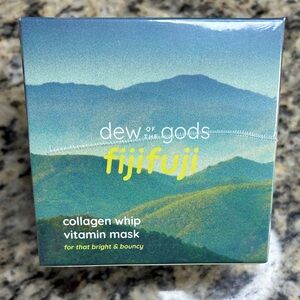 dew OF THE gods
fijifuji
collagen whip
vitamin mask
for that bright & bouncy